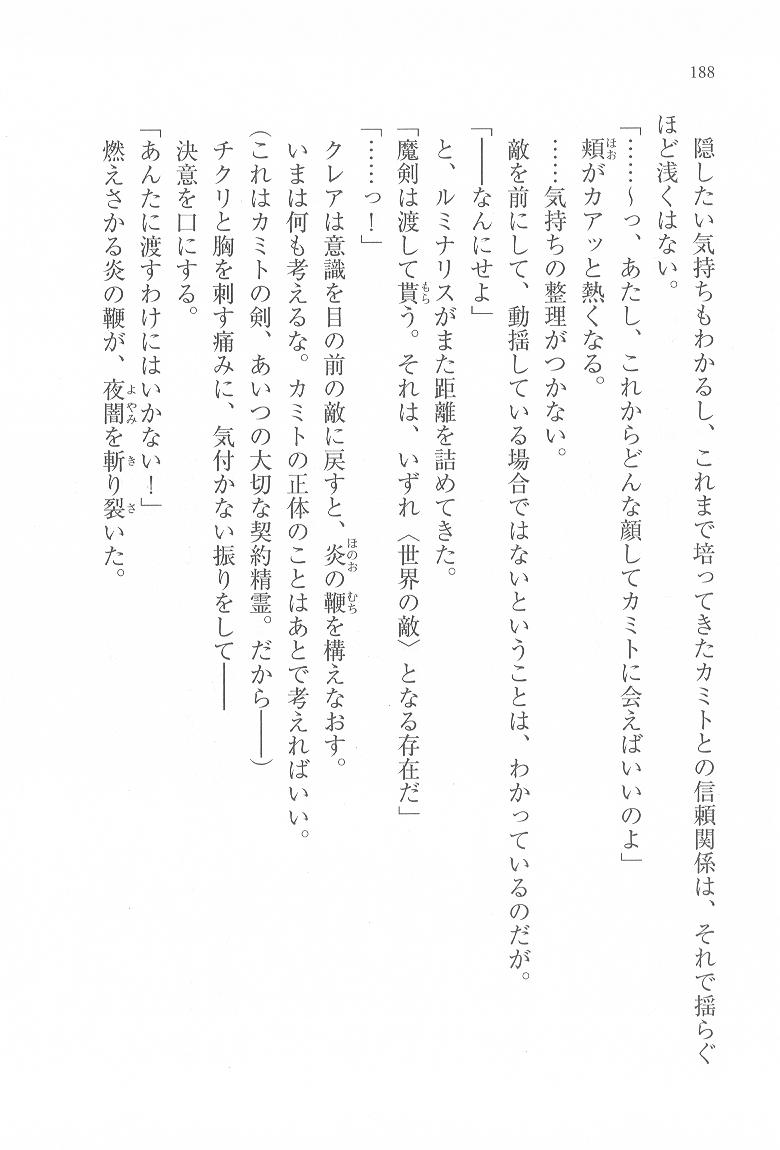 188
隠したい気持ちもわかるし、これまで培ってきたカミトとの信頼関係は、それで揺らぐ
ほど浅くはない。
「……～っ、あたし、これからどんな顔してカミトに会えばいいのよ」
頬がカアッと熱くなる。
……気持ちの整理がつかない。
敵を前にして、動揺している場合ではないということは、わかっているのだが。
「――なんにせよ」
と、ルミナリスがまた距離を詰めてきた。
「魔剣は渡して貰う。それは、いずれ〈世界の敵〉となる存在だ」
「……っ！」
クレアは意識を目の前の敵に戻すと、炎の鞭を構えなおす。
いまは何も考えるな。カミトの正体のことはあとで考えればいい。
（これはカミトの剣、あいつの大切な契約精霊。だから――）
チクリと胸を刺す痛みに、気付かない振りをして――
決意を口にする。
「あんたに渡すわけにはいかない！」
燃えさかる炎の鞭が、夜闇を斬り裂いた。